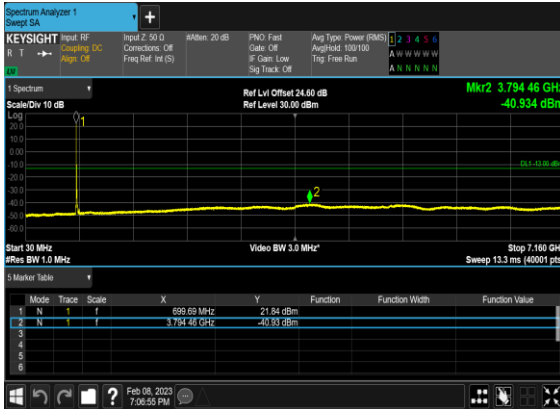 Spectrum Analyzer 1
Swept SA
+
KEYSIGHT Input: RF Input Z: 50 Ω #Atten: 20 dB PNO: Fast Avg Type: Power (RMS) 1 2 3 4 5 6
R T Coupling: DC Corrections: Off Gate: Off Avg|Hold: 100/100 A W W W W W
Align: Off Freq Ref: Int (S) IF Gain: Low Trig: Free Run
Sig Track: Off A N N N N N
1 Spectrum
Ref Lvl Offset 24.60 dB Mkr2 3.794 46 GHz
Scale/Div 10 dB Ref Level 30.00 dBm -40.934 dBm
Log
20.0
10.0
0.00
-10.0
DL1 -13.00 dBm
-20.0
-30.0
-40.0
-50.0
-60.0
1
2
Start 30 MHz Video BW 3.0 MHz* Stop 7.160 GHz
#Res BW 1.0 MHz Sweep 13.3 ms (40001 pts)
5 Marker Table
Mode Trace Scale X Y Function Function Width Function Value
1 N 1 f 699.69 MHz 21.84 dBm
2 N 1 f 3.794 46 GHz -40.93 dBm
3
4
5
6
? Feb 08, 2023
7:06:55 PM